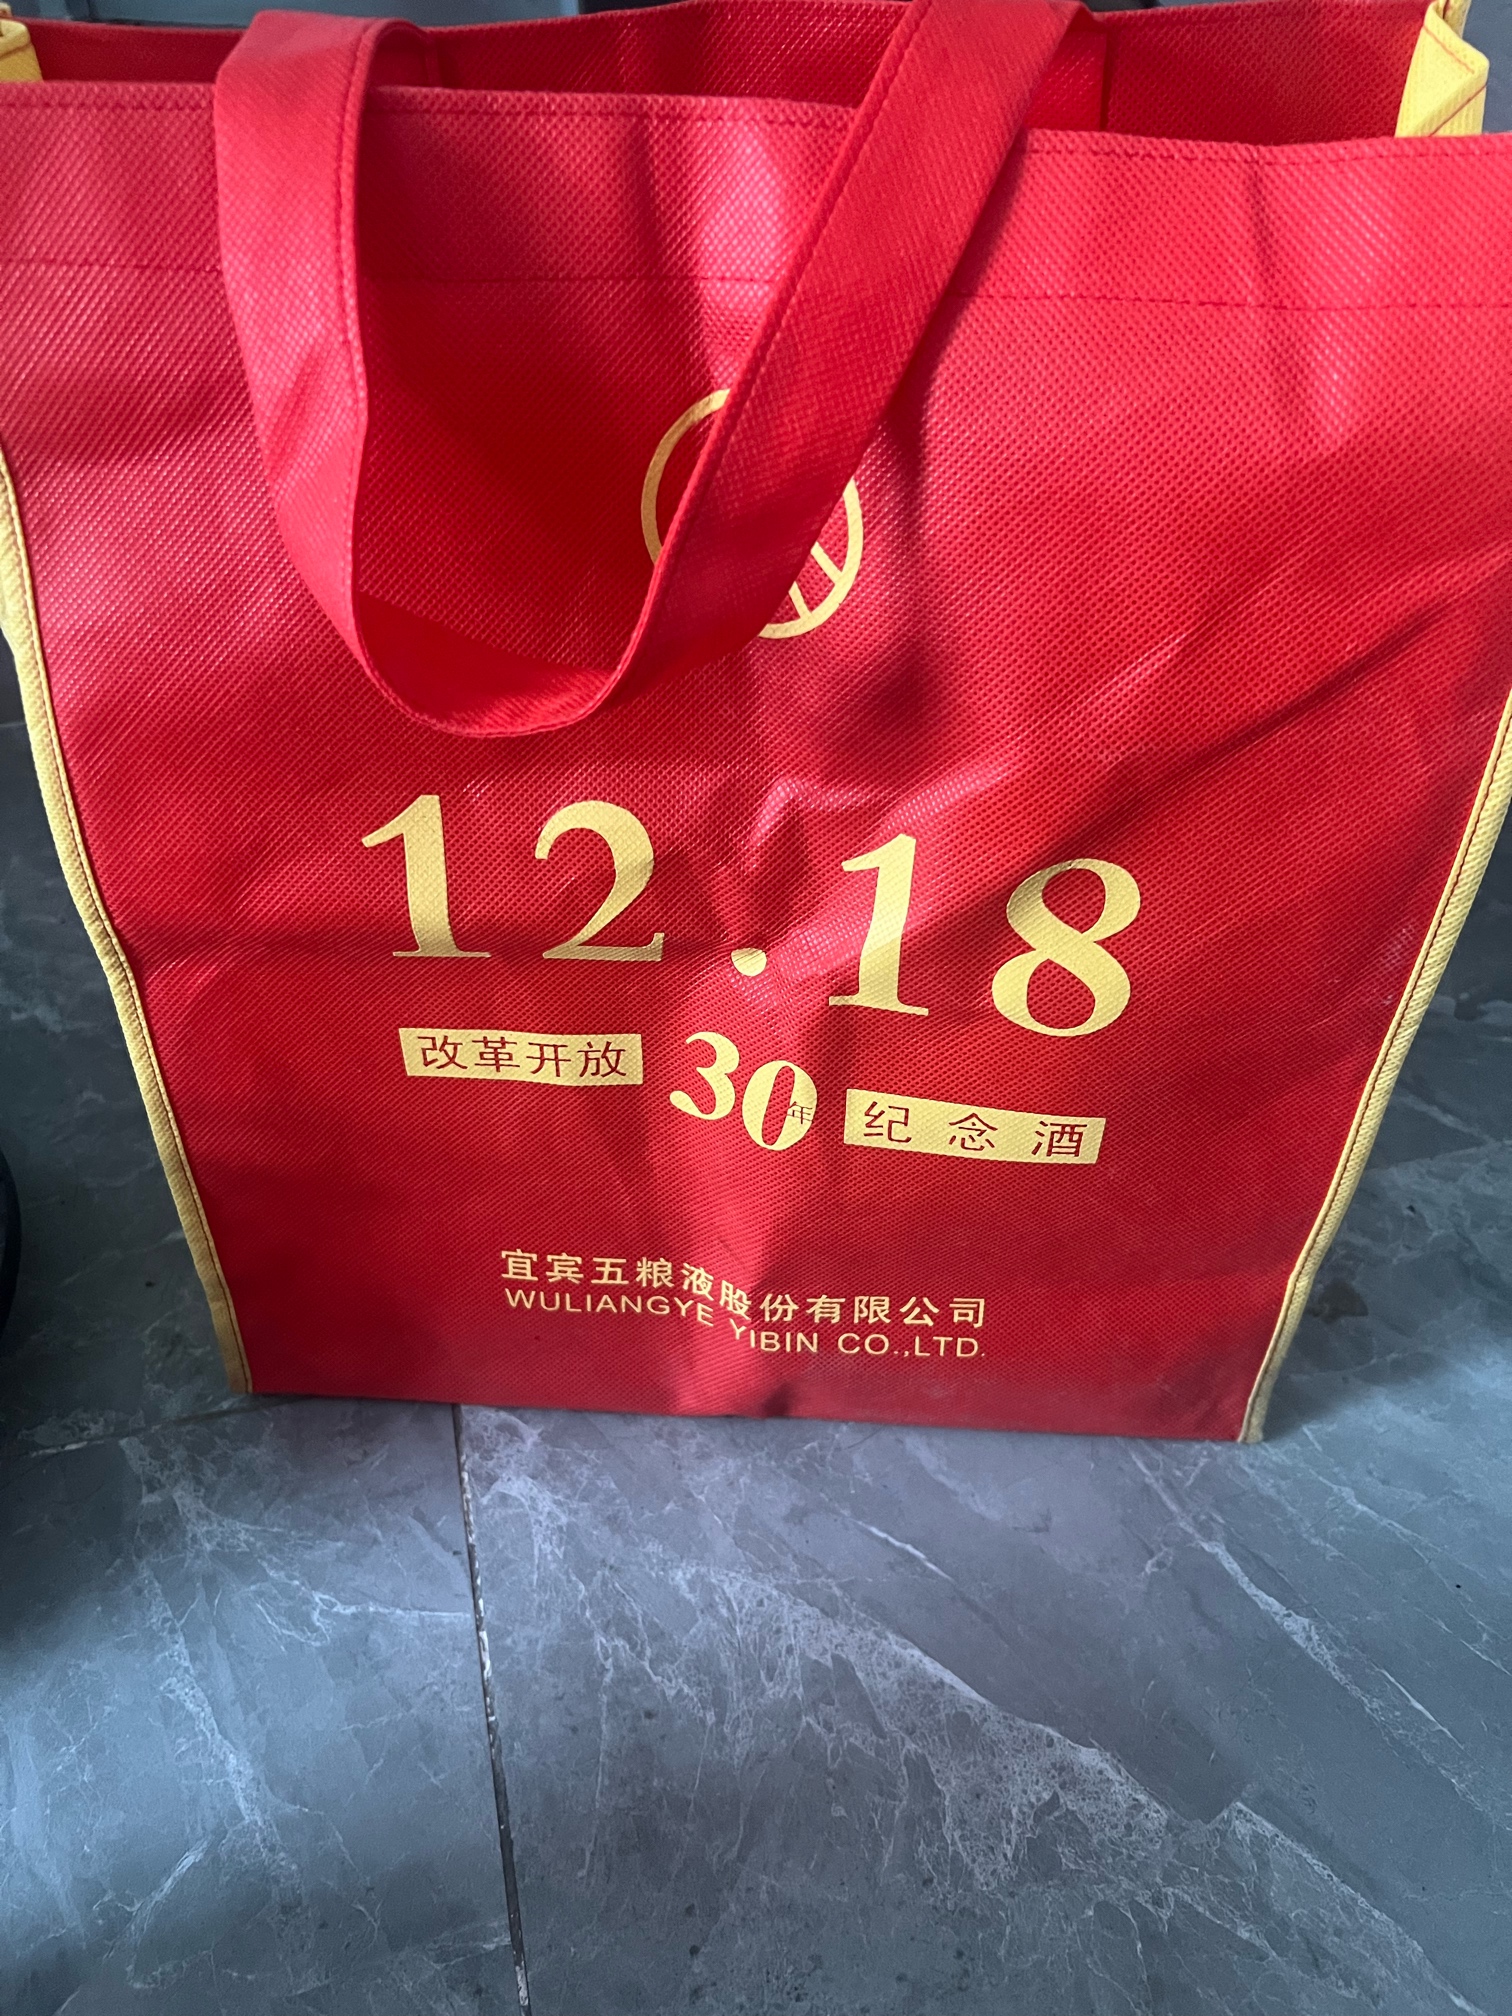 12.18
改革开放 30年 纪念酒
宜宾五粮液股份有限公司
WULIANGYE YIBIN CO.,LTD.